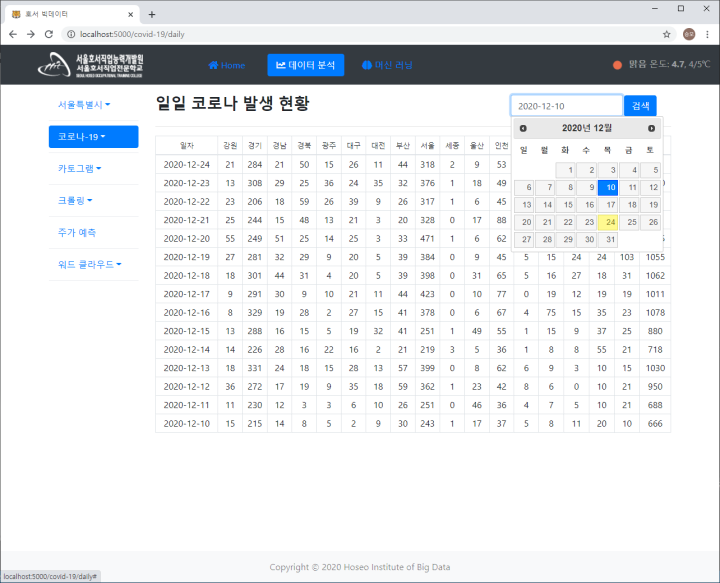 호서 빅데이터
localhost:5000/covid-19/daily
서울호서직업능력개발원
서울호서직업전문학교
Home 데이터 분석 머신 러닝 맑음 온도: 4.7, 4/5℃
서울특별시
코로나-19
카토그램
크롤링
주가 예측
워드 클라우드
일일 코로나 발생 현황
2020-12-10 검색
2020년 12월
일 월 화 수 목 금 토
1 2 3 4 5
6 7 8 9 10 11 12
13 14 15 16 17 18 19
20 21 22 23 24 25 26
27 28 29 30 31
일자 강원 경기 경남 경북 광주 대구 대전 부산 서울 세종 울산 인천
2020-12-24 21 284 21 50 15 26 11 44 318 2 9 53
2020-12-23 13 308 29 25 36 24 35 32 376 1 18 49
2020-12-22 23 206 18 59 26 39 9 26 317 1 6 45
2020-12-21 25 244 15 48 13 21 3 20 328 0 17 88
2020-12-20 55 249 51 25 14 25 3 33 471 1 6 62
2020-12-19 27 281 32 29 9 20 5 39 384 0 9 45 5 15 24 24 103 1055
2020-12-18 18 301 44 31 4 20 5 39 398 0 31 65 5 16 27 18 31 1062
2020-12-17 9 291 30 9 10 21 11 44 423 0 10 77 0 19 12 19 19 1011
2020-12-16 8 329 19 28 2 27 15 41 378 0 6 67 4 75 15 35 23 1078
2020-12-15 13 288 16 15 5 19 32 41 251 1 49 55 1 15 9 37 25 880
2020-12-14 14 226 28 16 22 16 2 21 219 3 5 36 1 8 8 55 21 718
2020-12-13 18 331 24 18 15 28 13 57 399 0 8 62 6 9 3 10 15 1030
2020-12-12 36 272 17 19 9 35 18 59 362 1 23 42 8 6 0 10 21 950
2020-12-11 11 230 12 3 3 6 10 26 251 0 46 36 4 7 5 10 21 688
2020-12-10 15 215 14 8 5 2 9 30 243 1 17 37 5 8 11 20 10 666
Copyright © 2020 Hoseo Institute of Big Data
localhost:5000/covid-19/daily#